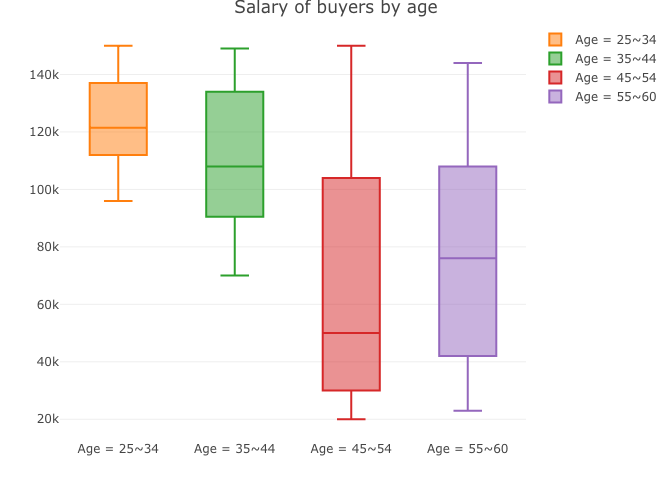 Salary of buyers by age
Age = 25~34
Age = 35~44
Age = 45~54
Age = 55~60
140k
120k
100k
80k
60k
40k
20k
Age = 25~34
Age = 35~44
Age = 45~54
Age = 55~60